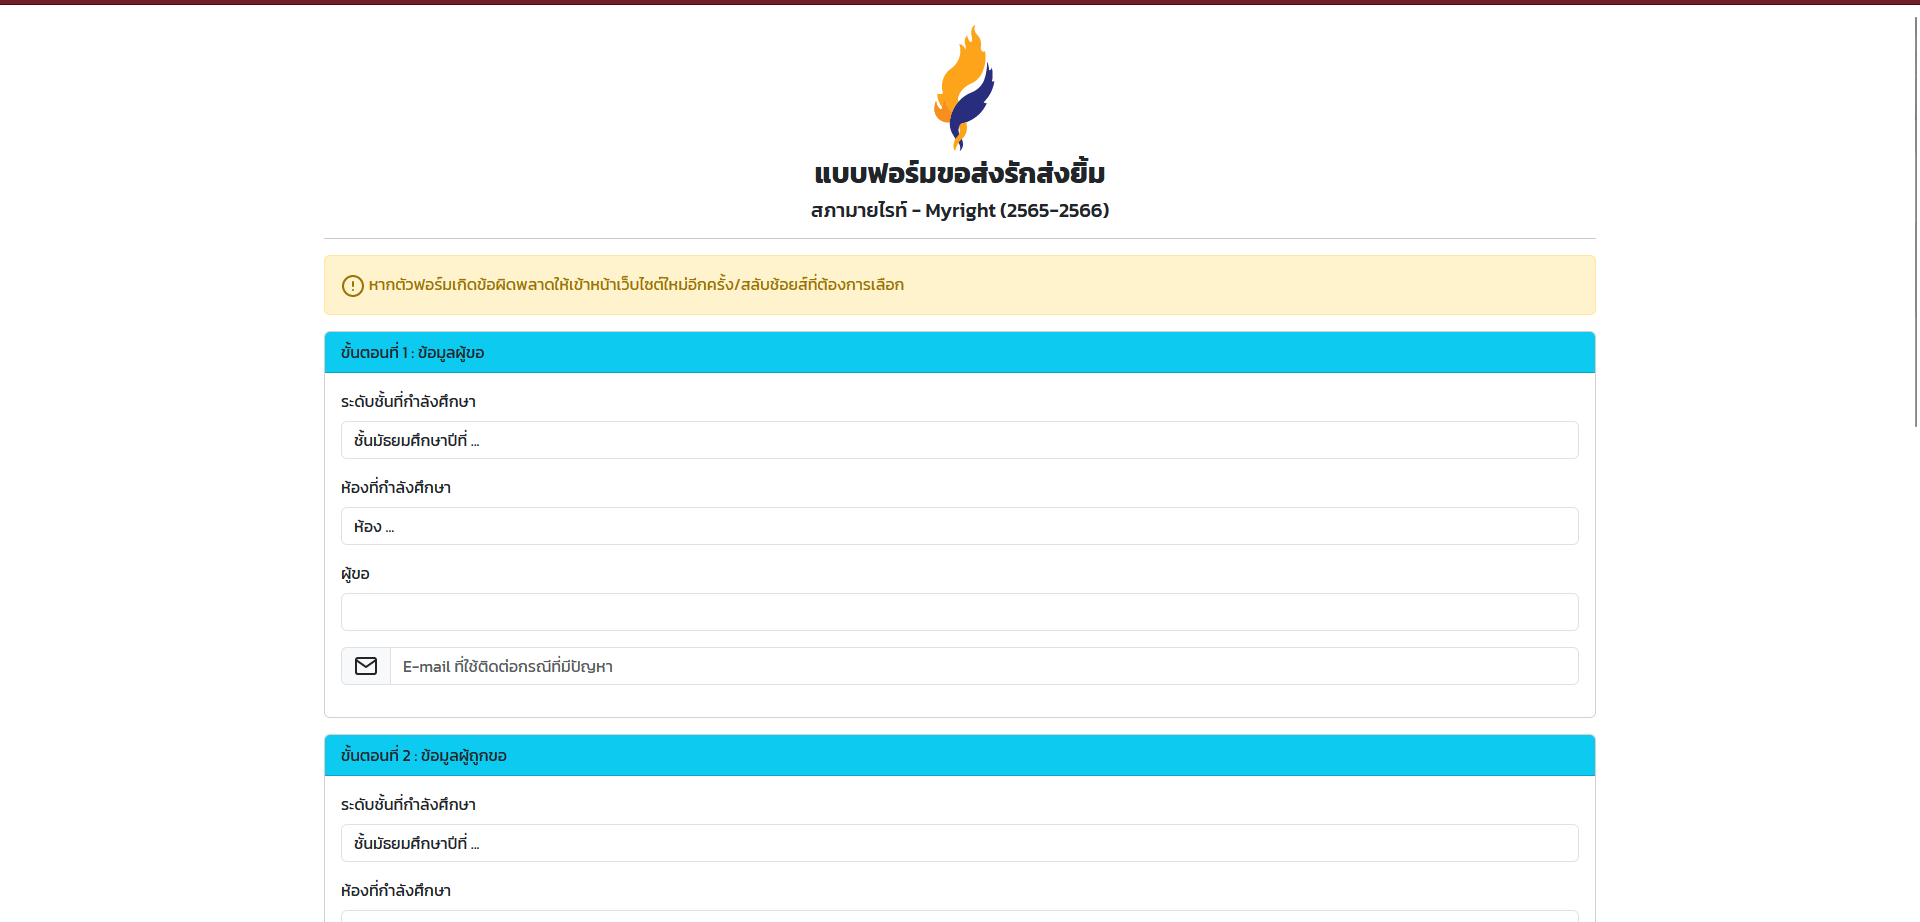 แบบฟอร์มขอส่งรักส่งยิ้ม
สภามายไรท์ - Myright (2565-2566)
หากตัวฟอร์มเกิดข้อผิดพลาดให้เข้าหน้าเว็บไซต์ใหม่อีกครั้ง/สลับช้อยส์ที่ต้องการเลือก
ขั้นตอนที่ 1 : ข้อมูลผู้ขอ
ระดับชั้นที่กำลังศึกษา
ชั้นมัธยมศึกษาปีที่ ...
ห้องที่กำลังศึกษา
ห้อง ...
ผู้ขอ
E-mail ที่ใช้ติดต่อกรณีที่มีปัญหา
ขั้นตอนที่ 2 : ข้อมูลผู้ถูกขอ
ระดับชั้นที่กำลังศึกษา
ชั้นมัธยมศึกษาปีที่ ...
ห้องที่กำลังศึกษา